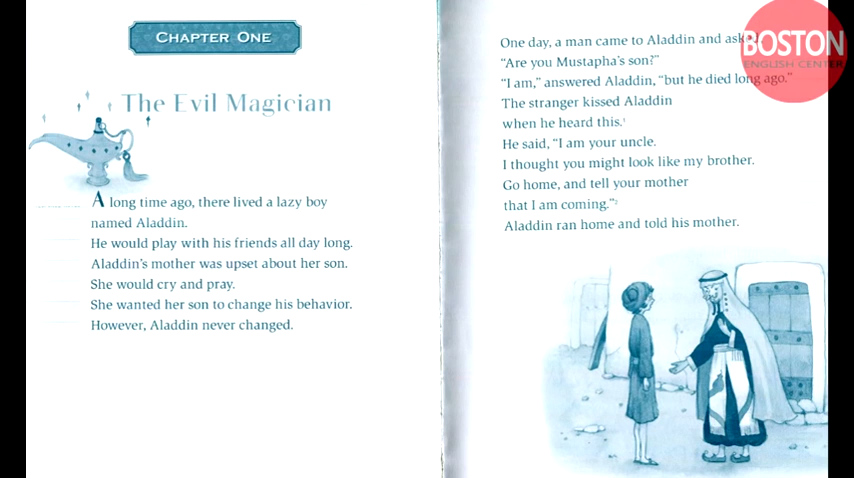 CHAPTER ONE
The Evil Magician
A long time ago, there lived a lazy boy
named Aladdin.
He would play with his friends all day long.
Aladdin's mother was upset about her son.
She would cry and pray.
She wanted her son to change his behavior.
However, Aladdin never changed.
One day, a man came to Aladdin and asked,
"Are you Mustapha's son?"
"I am," answered Aladdin, "but he died long ago."
The stranger kissed Aladdin
when he heard this.1
He said, "I am your uncle.
I thought you might look like my brother.
Go home, and tell your mother
that I am coming."2
Aladdin ran home and told his mother.
BOSTON
ENGLISH CENTER